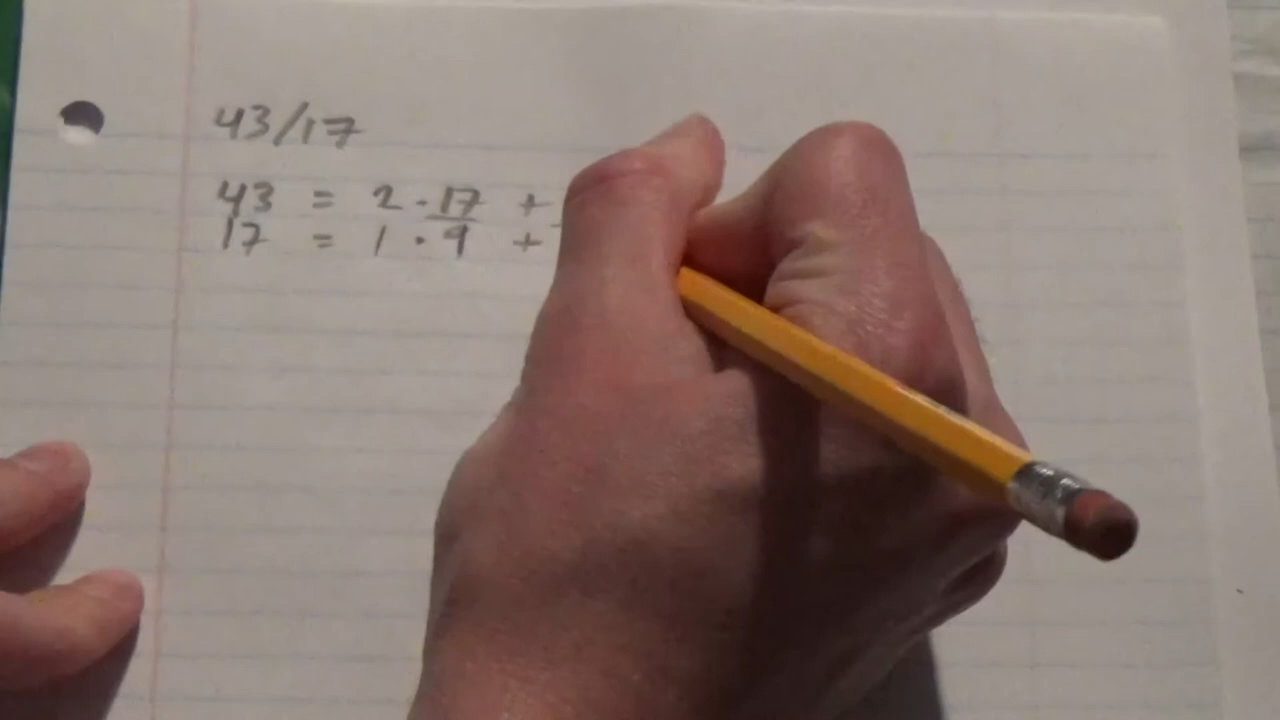 43/17
43 = 2 · 17 +
17 = 1 · 9 +